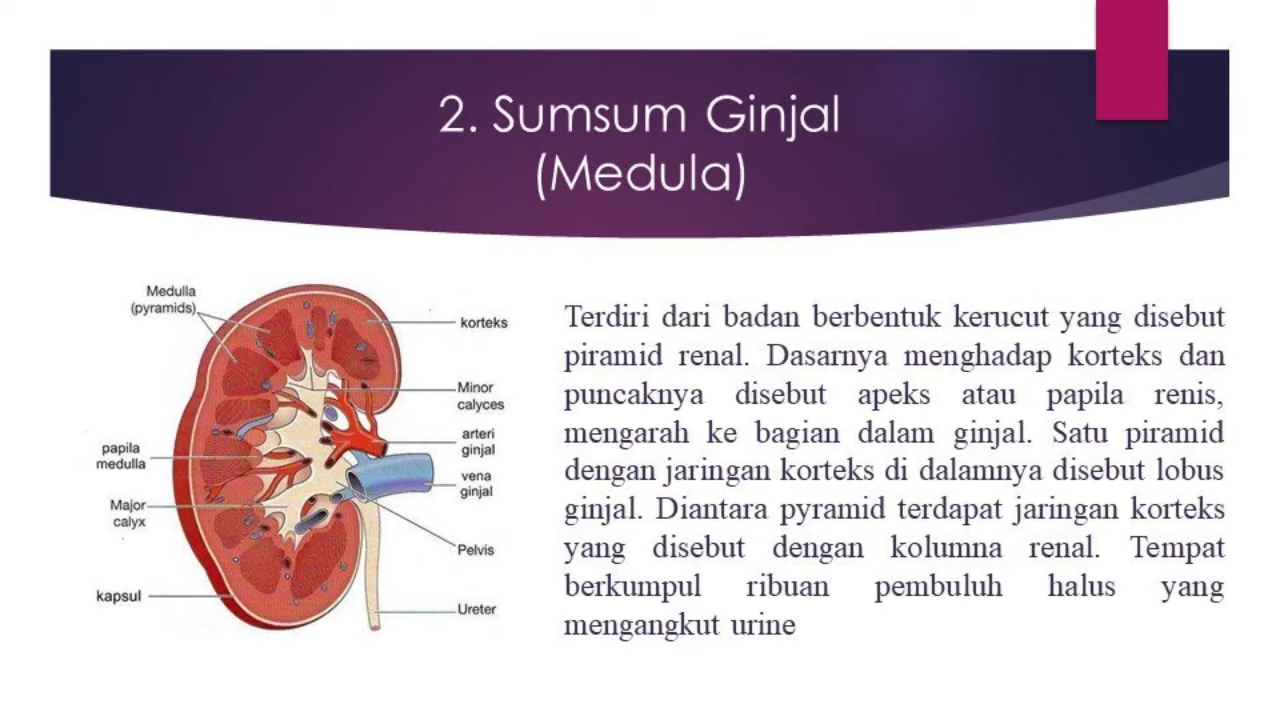 2. Sumsum Ginjal
(Medula)
Medulla
(pyramids)
korteks
Minor
calyces
arteri
ginjal
papila
medulla
vena
ginjal
Major
calyx
Pelvis
kapsul
Ureter
Terdiri dari badan berbentuk kerucut yang disebut
piramid renal. Dasarnya menghadap korteks dan
puncaknya disebut apeks atau papila renis,
mengarah ke bagian dalam ginjal. Satu piramid
dengan jaringan korteks di dalamnya disebut lobus
ginjal. Diantara pyramid terdapat jaringan korteks
yang disebut dengan kolumna renal. Tempat
berkumpul ribuan pembuluh halus yang
mengangkut urine